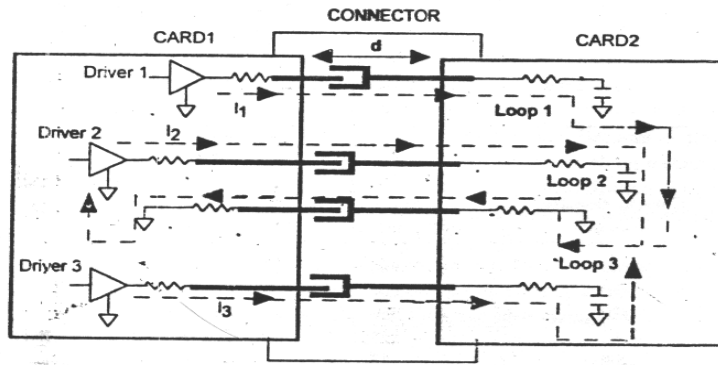 CONNECTOR
CARD1
d
CARD2
Driver 1
I1
Loop 1
Driver 2
I2
Loop 2
Loop 3
Driver 3
I3